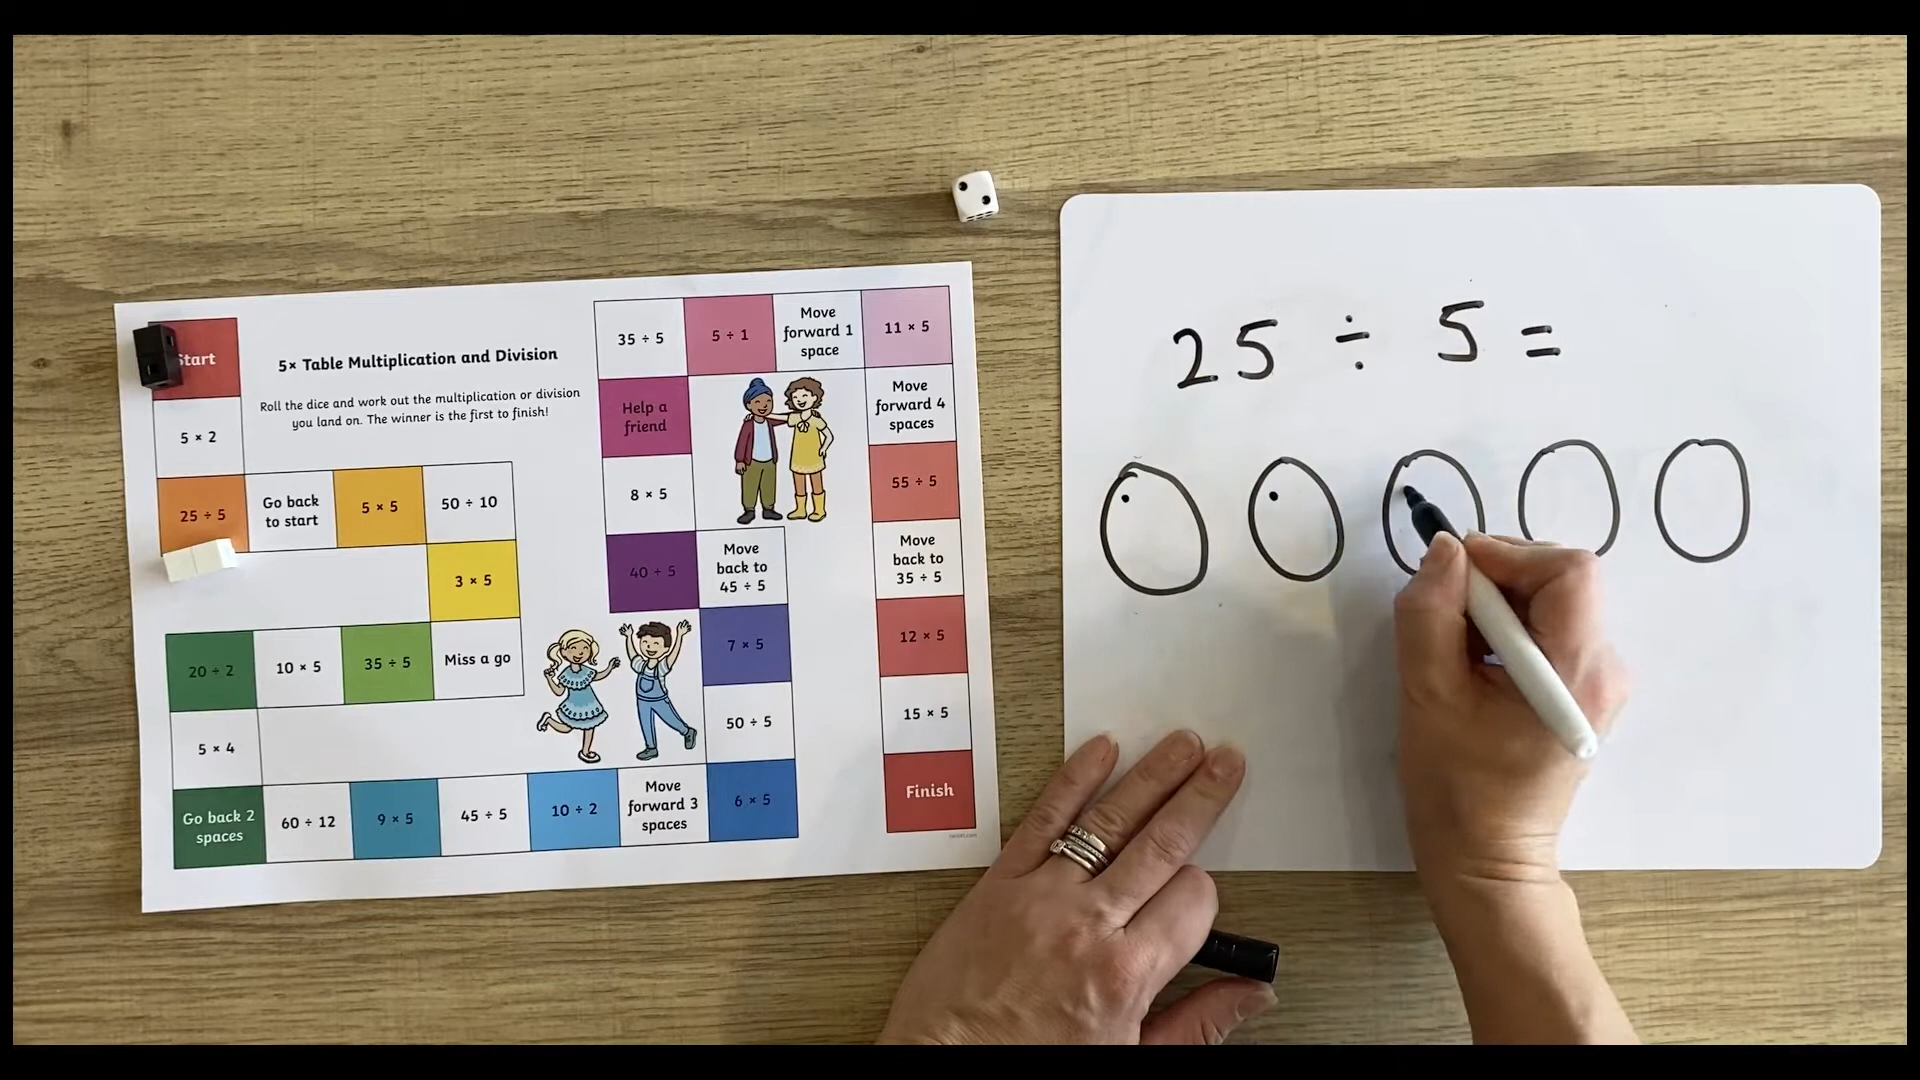 Start
5× Table Multiplication and Division
Roll the dice and work out the multiplication or division
you land on. The winner is the first to finish!
5 × 2
25 ÷ 5
Go back
to start
5 × 5
50 ÷ 10
3 × 5
Miss a go
35 ÷ 5
10 × 5
20 ÷ 2
5 × 4
Go back 2
spaces
60 ÷ 12
9 × 5
45 ÷ 5
10 ÷ 2
Move
forward 3
spaces
6 × 5
50 ÷ 5
7 × 5
Move
back to
45 ÷ 5
40 ÷ 5
8 × 5
Help a
friend
35 ÷ 5
5 ÷ 1
Move
forward 1
space
11 × 5
Move
forward 4
spaces
55 ÷ 5
Move
back to
35 ÷ 5
12 × 5
15 × 5
Finish
25 ÷ 5 =